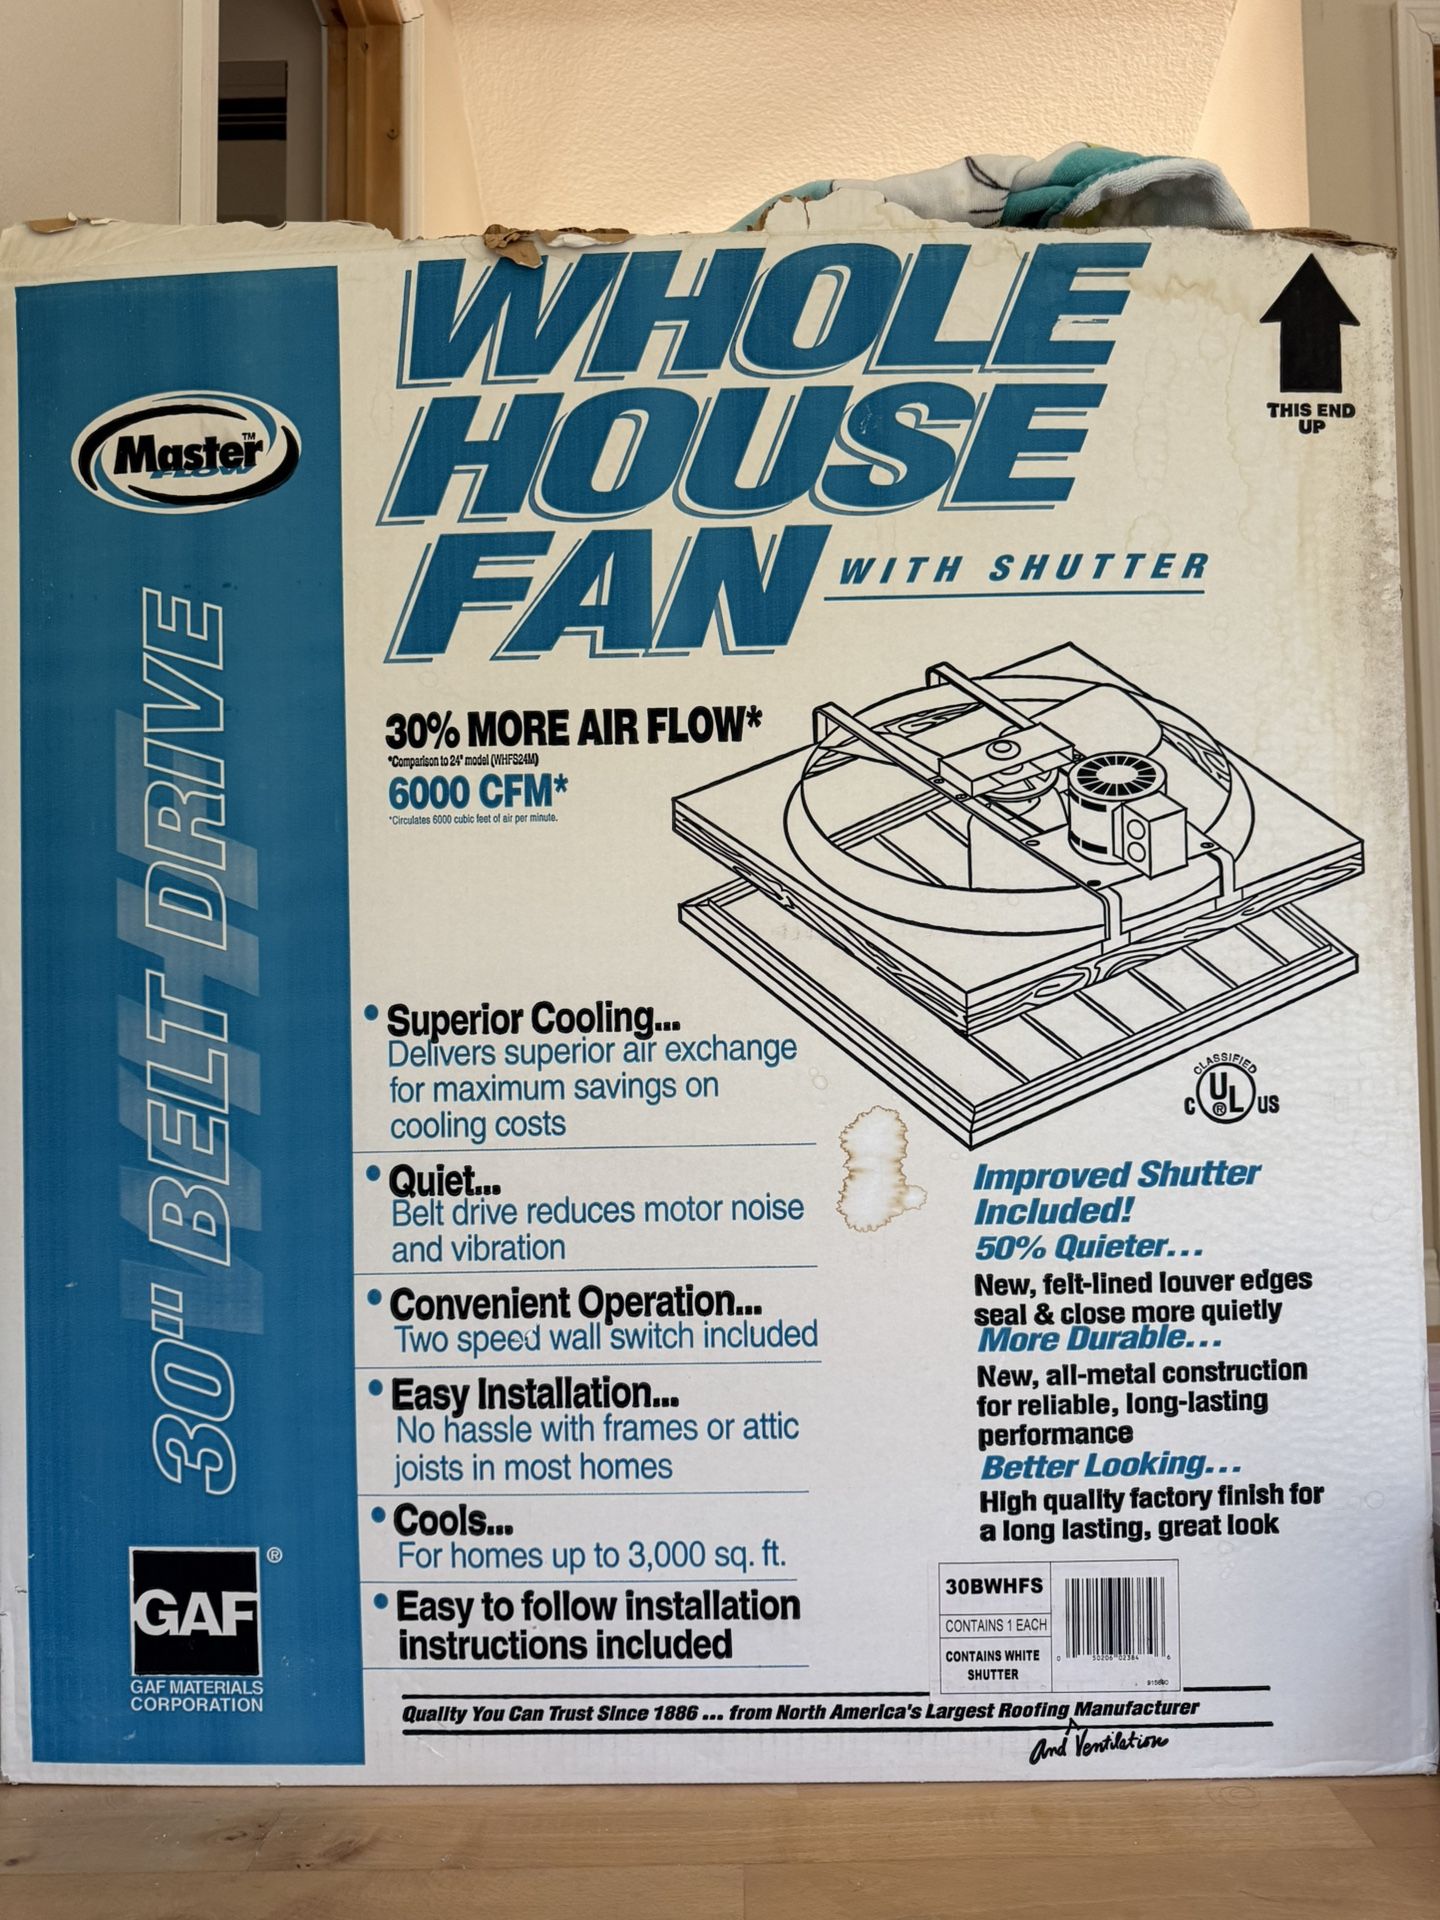 WHOLE
HOUSE
FAN WITH SHUTTER
THIS END
UP
Master™
FLOW
30" BELT DRIVE
WHF
30% MORE AIR FLOW*
*Comparison to 24" model (WHFS24M)
6000 CFM*
*Circulates 6000 cubic feet of air per minute.
• Superior Cooling...
Delivers superior air exchange
for maximum savings on
cooling costs
• Quiet...
Belt drive reduces motor noise
and vibration
• Convenient Operation...
Two speed wall switch included
• Easy Installation...
No hassle with frames or attic
joists in most homes
• Cools...
For homes up to 3,000 sq. ft.
• Easy to follow installation
instructions included
CLASSIFIED
C UL® US
Improved Shutter
Included!
50% Quieter...
New, felt-lined louver edges
seal & close more quietly
More Durable...
New, all-metal construction
for reliable, long-lasting
performance
Better Looking...
High quality factory finish for
a long lasting, great look
30BWHFS
CONTAINS 1 EACH
CONTAINS WHITE
SHUTTER
0 50206 02384 6
GAF®
GAF MATERIALS
CORPORATION
Quality You Can Trust Since 1886 ... from North America's Largest Roofing Manufacturer
And Ventilation